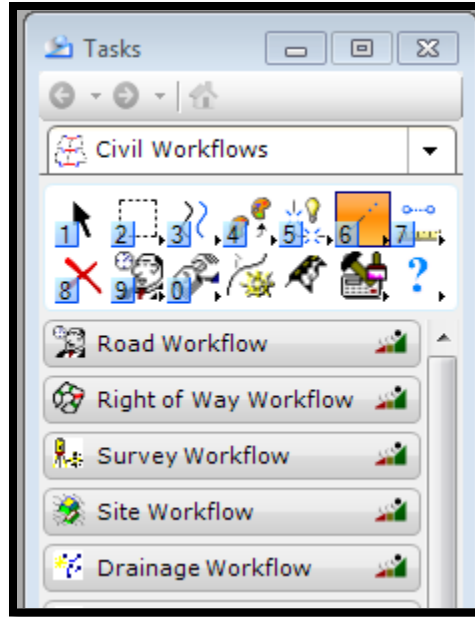 Tasks
Civil Workflows
1 2 3 4 5 6 7
8 9 0 ?
Road Workflow
Right of Way Workflow
Survey Workflow
Site Workflow
Drainage Workflow